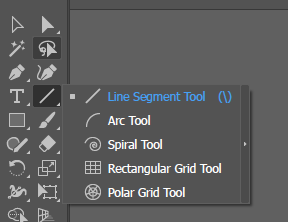 Line Segment Tool (\)
Arc Tool
Spiral Tool
Rectangular Grid Tool
Polar Grid Tool